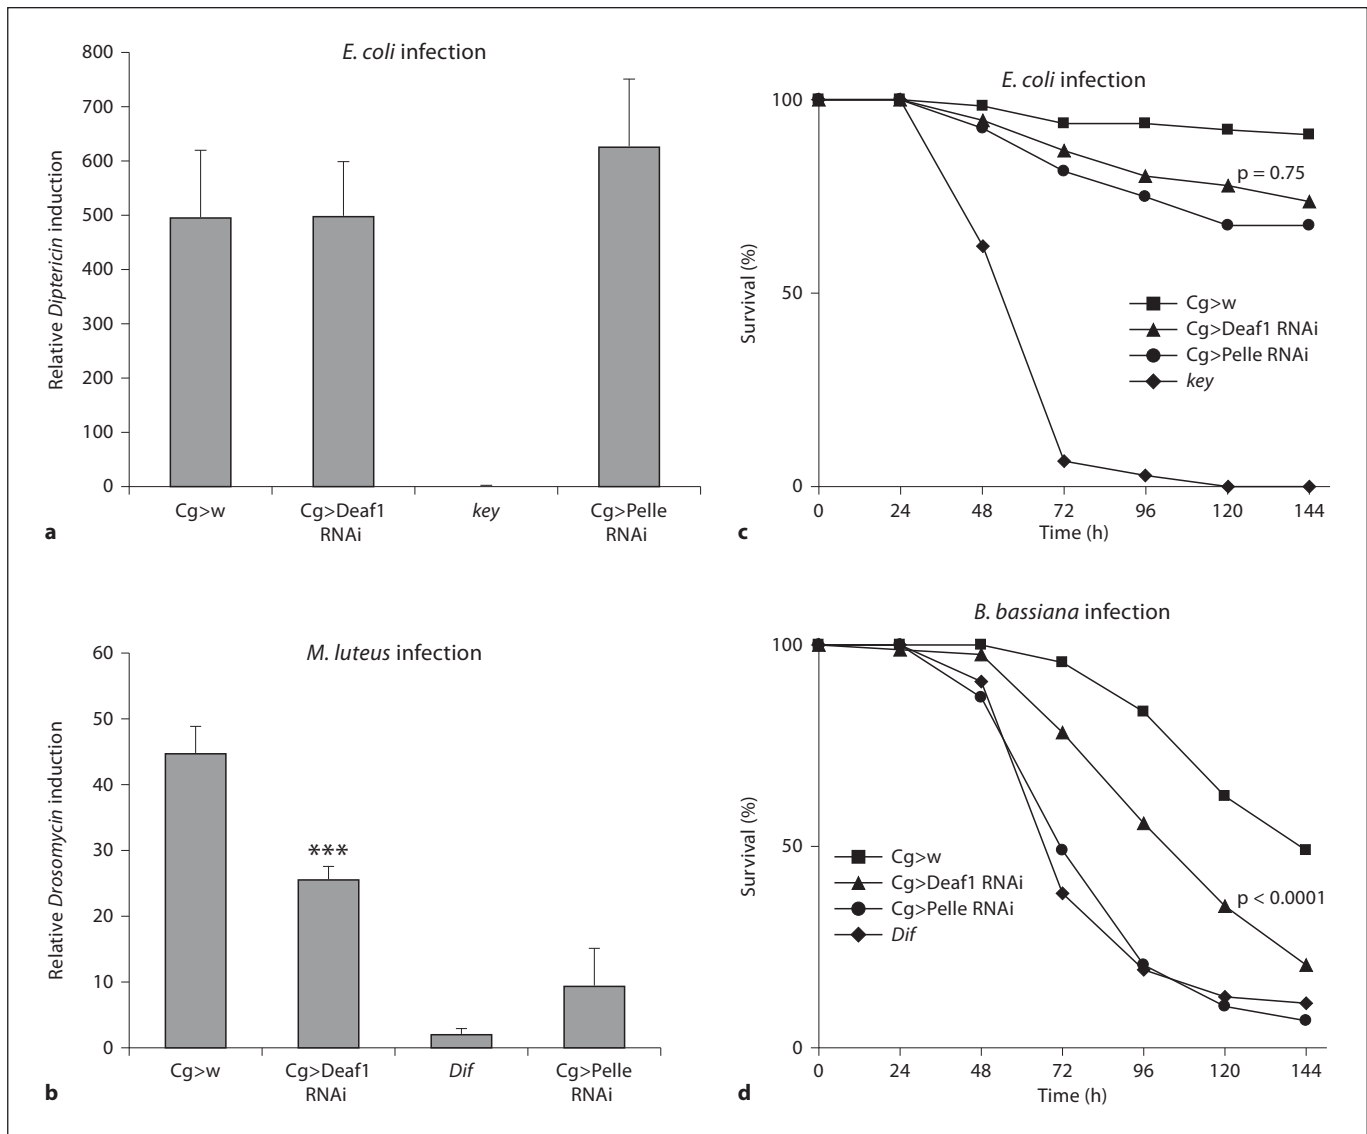 E. coli infection
Relative Diptericin induction
800
700
600
500
400
300
200
100
0
Cg>w
Cg>Deaf1
RNAi
key
Cg>Pelle
RNAi
a
E. coli infection
Survival (%)
100
50
0
p = 0.75
Cg>w
Cg>Deaf1 RNAi
Cg>Pelle RNAi
key
0 24 48 72 96 120 144
Time (h)
c
M. luteus infection
Relative Drosomycin induction
60
50
40
30
20
10
0
***
Cg>w
Cg>Deaf1
RNAi
Dif
Cg>Pelle
RNAi
b
B. bassiana infection
Survival (%)
100
50
0
Cg>w
Cg>Deaf1 RNAi
Cg>Pelle RNAi
Dif
p < 0.0001
0 24 48 72 96 120 144
Time (h)
d